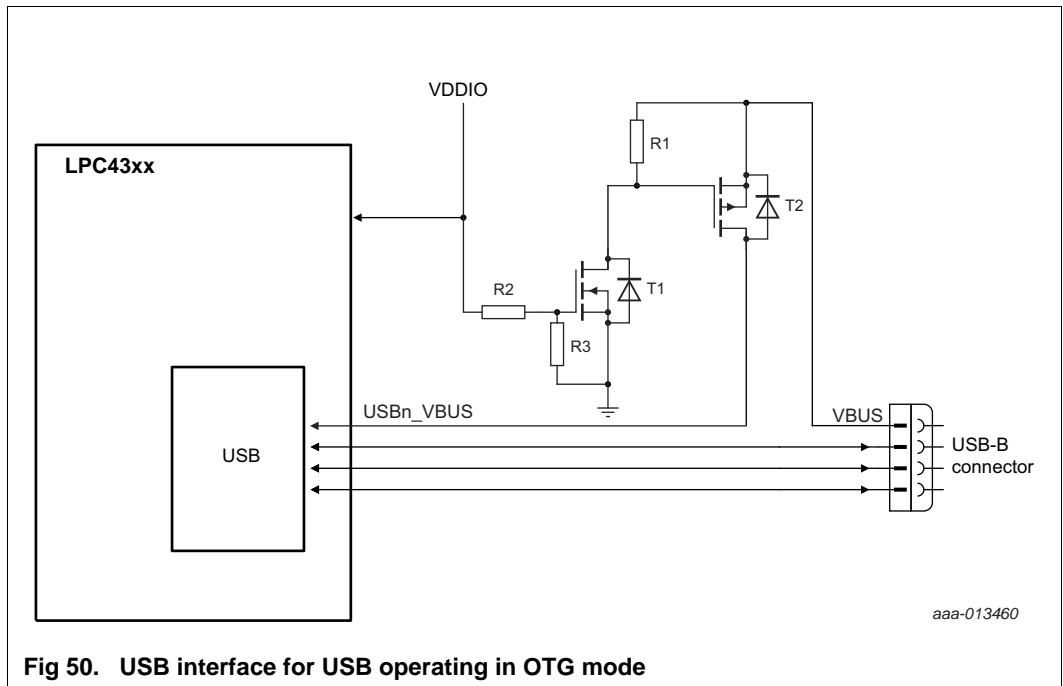 VDDIO
R1
LPC43xx
T2
R2
T1
R3
USBn_VBUS
VBUS
USB
USB-B
connector
aaa-013460
Fig 50. USB interface for USB operating in OTG mode